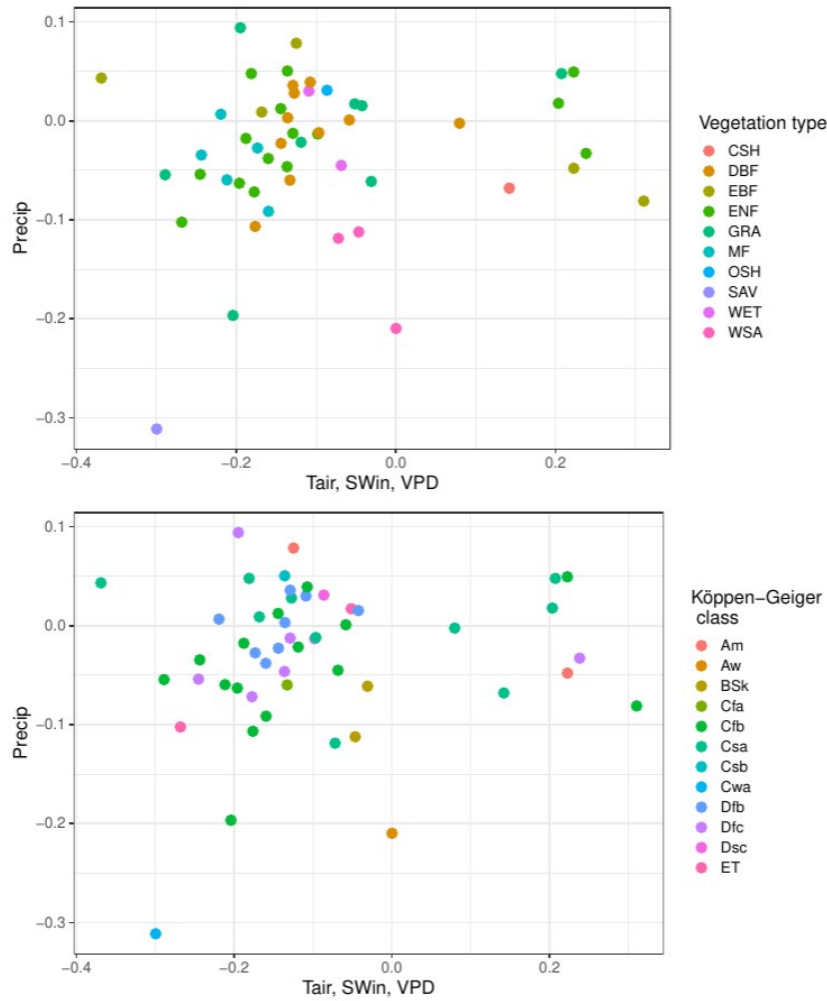 0.1
0.0
−0.1
−0.2
−0.3
Precip
−0.4
−0.2
0.0
0.2
Tair, SWin, VPD
Vegetation type
CSH
DBF
EBF
ENF
GRA
MF
OSH
SAV
WET
WSA
0.1
0.0
−0.1
−0.2
−0.3
Precip
−0.4
−0.2
0.0
0.2
Tair, SWin, VPD
Köppen−Geiger
class
Am
Aw
BSk
Cfa
Cfb
Csa
Csb
Cwa
Dfb
Dfc
Dsc
ET